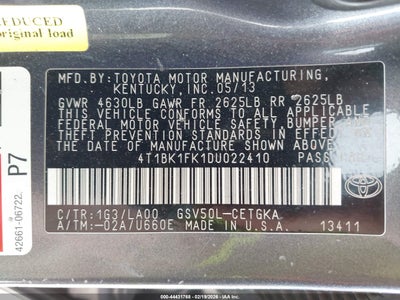 REDUCED
original load
MFD.BY:TOYOTA MOTOR MANUFACTURING,
KENTUCKY, INC. 05/13
GVWR 4630LB GAWR FR 2625LB RR 2625LB
THIS VEHICLE CONFORMS TO ALL APPLICABLE
FEDERAL MOTOR VEHICLE SAFETY BUMPER, AND
THEFT PREVENTION STANDARDS IN EFFECT ON
THE DATE OF MANUFACTURE SHOWN ABOVE.
4T1BK1FK1DU022410
C/TR:1G3/LA00 GSV50L-CETGKA
A/TM:-02A/U660E MADE IN U.S.A. 13411
TOYOTA
P7
42661-06722
000-44431768 - 02/19/2026 - IAA